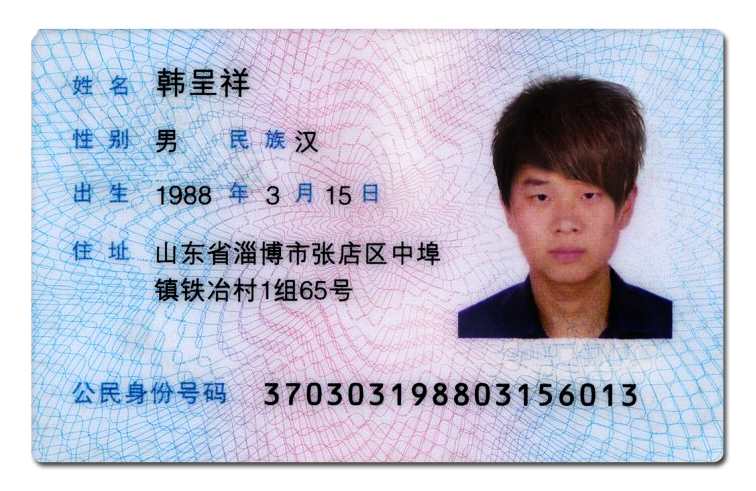 姓名 韩呈祥
性别 男 民族 汉
出生 1988 年 3 月 15 日
住址 山东省淄博市张店区中埠
镇铁冶村1组65号
公民身份号码 370303198803156013